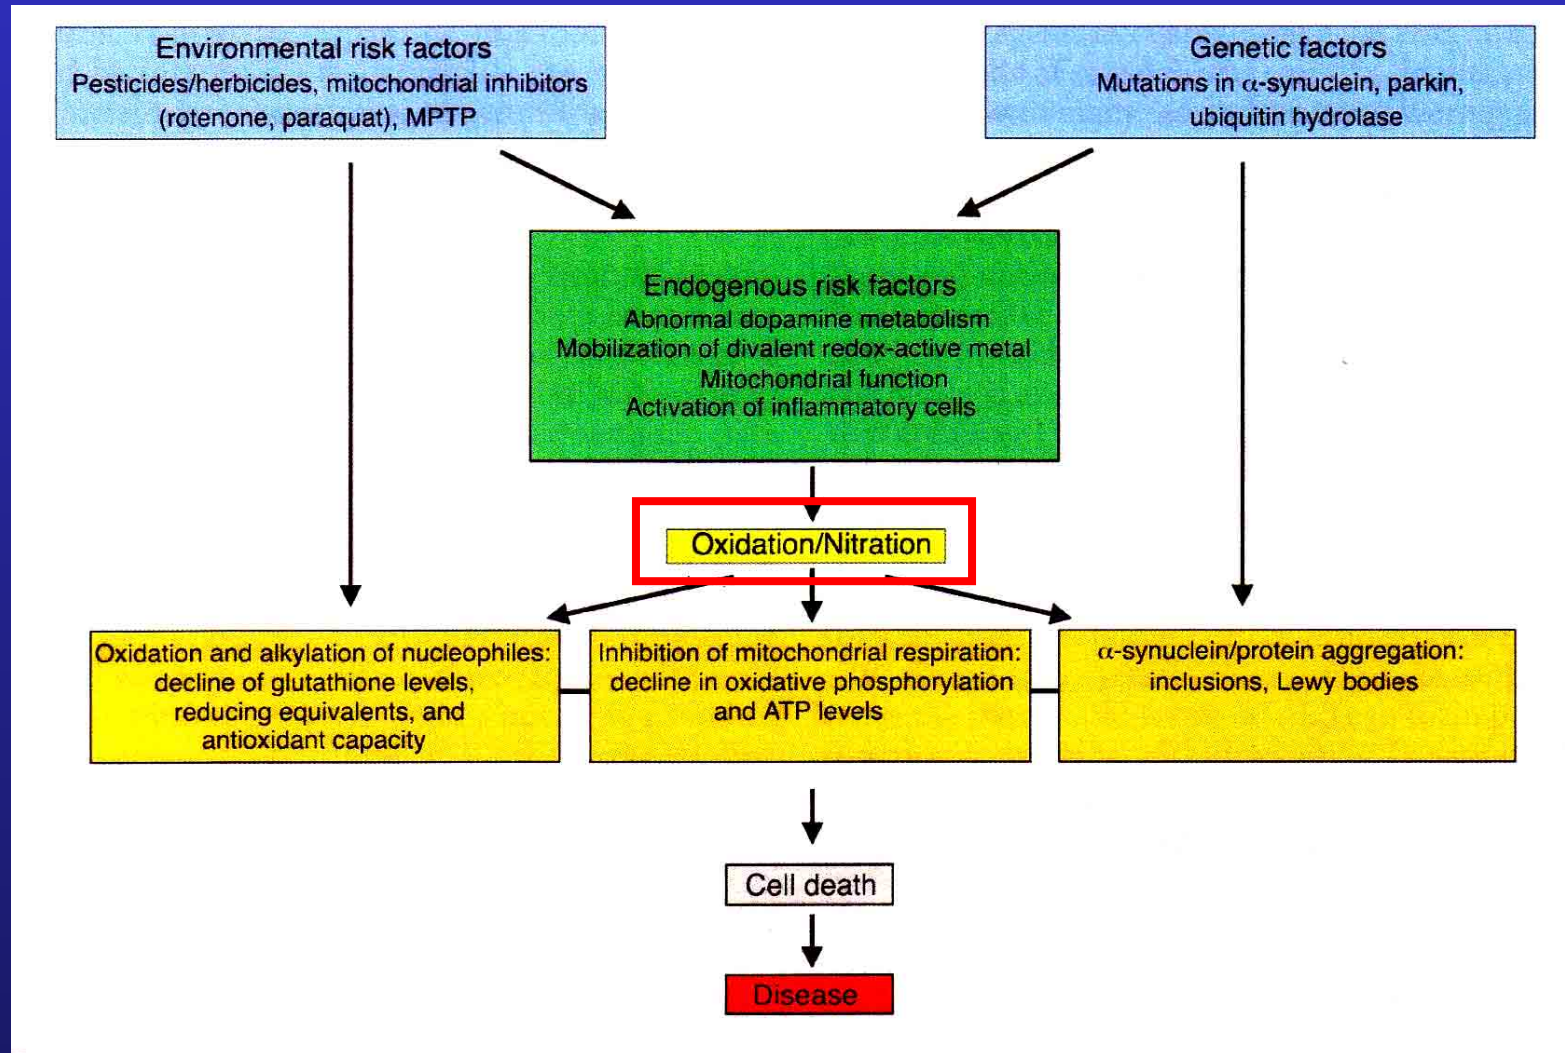 Environmental risk factors
Pesticides/herbicides, mitochondrial inhibitors
(rotenone, paraquat), MPTP
Genetic factors
Mutations in α-synuclein, parkin,
ubiquitin hydrolase
Endogenous risk factors
Abnormal dopamine metabolism
Mobilization of divalent redox-active metal
Mitochondrial function
Activation of inflammatory cells
Oxidation/Nitration
Oxidation and alkylation of nucleophiles:
decline of glutathione levels,
reducing equivalents, and
antioxidant capacity
Inhibition of mitochondrial respiration:
decline in oxidative phosphorylation
and ATP levels
α-synuclein/protein aggregation:
inclusions, Lewy bodies
Cell death
Disease